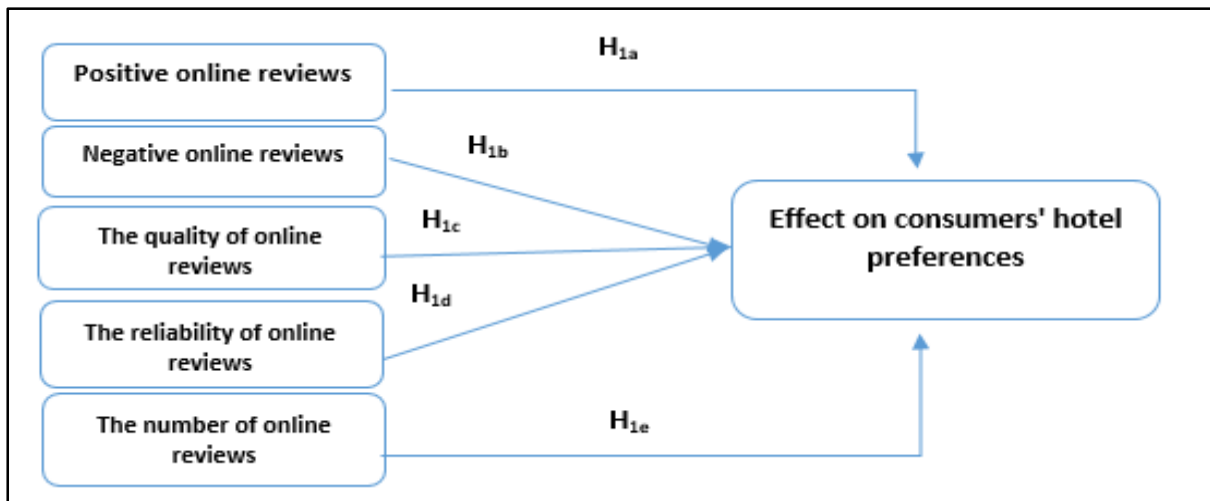 Positive online reviews
H1a
Negative online reviews
H1b
The quality of online
reviews
H1c
The reliability of online
reviews
H1d
The number of online
reviews
H1e
Effect on consumers' hotel
preferences